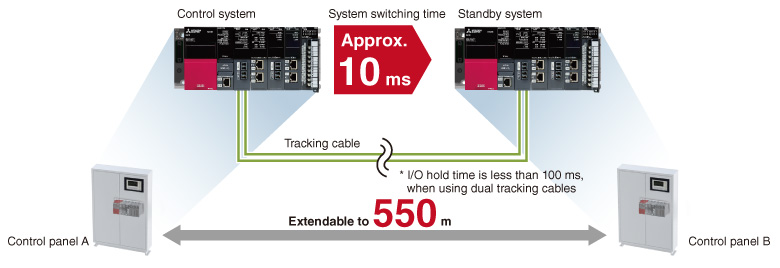 Control system
System switching time
Standby system
Approx.
10 ms
Tracking cable
* I/O hold time is less than 100 ms,
when using dual tracking cables
Extendable to 550 m
Control panel A
Control panel B